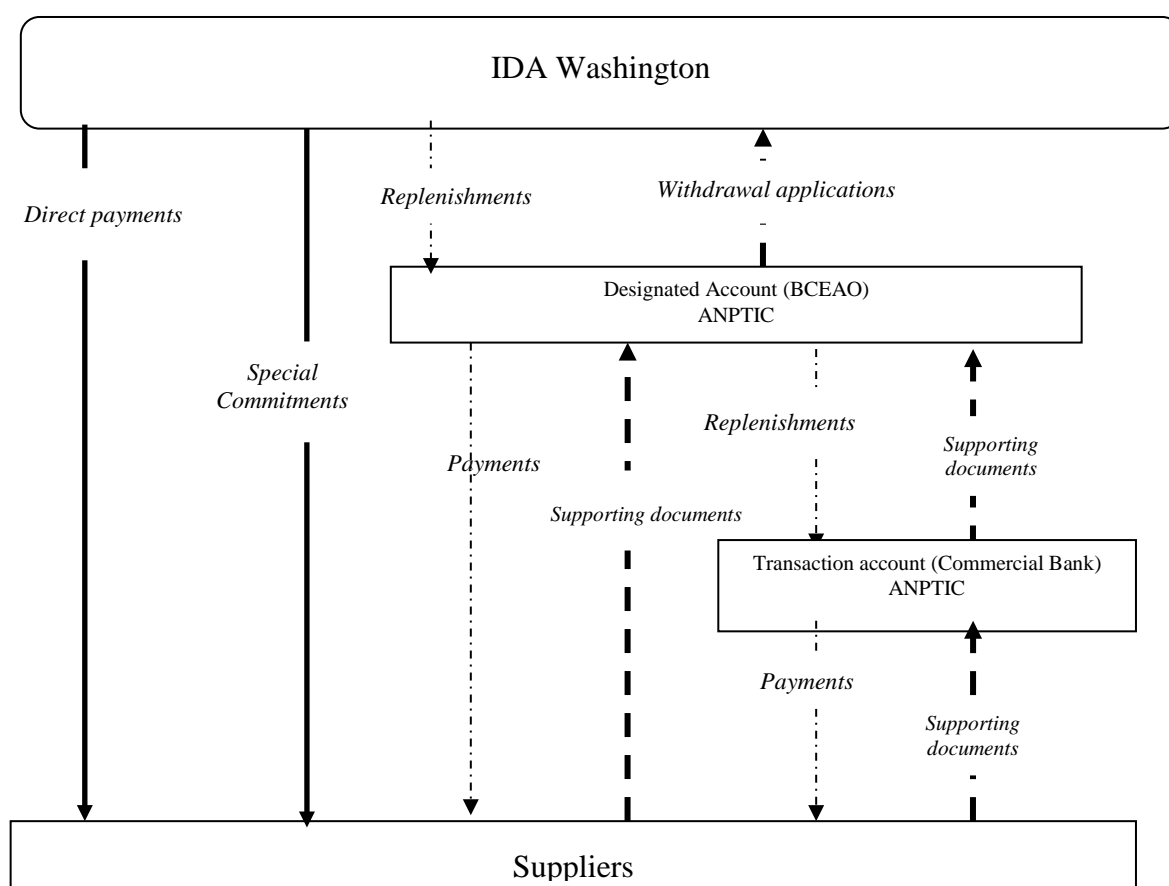 IDA Washington
Direct payments
Replenishments
Withdrawal applications
Designated Account (BCEAO)
ANPTIC
Special
Commitments
Payments
Supporting documents
Replenishments
Supporting
documents
Transaction account (Commercial Bank)
ANPTIC
Payments
Supporting
documents
Suppliers